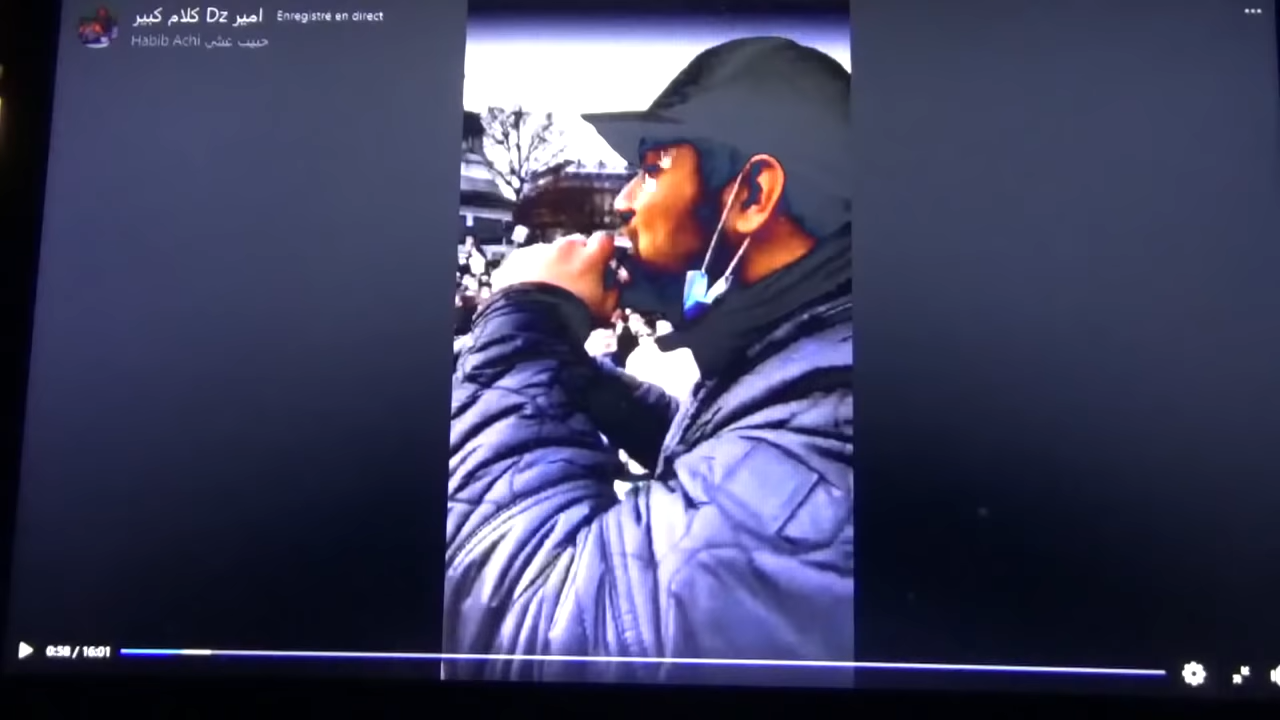 امير Dz كلام كبير Enregistré en direct
Habib Achi حبيب عشي
0:58 / 16:01